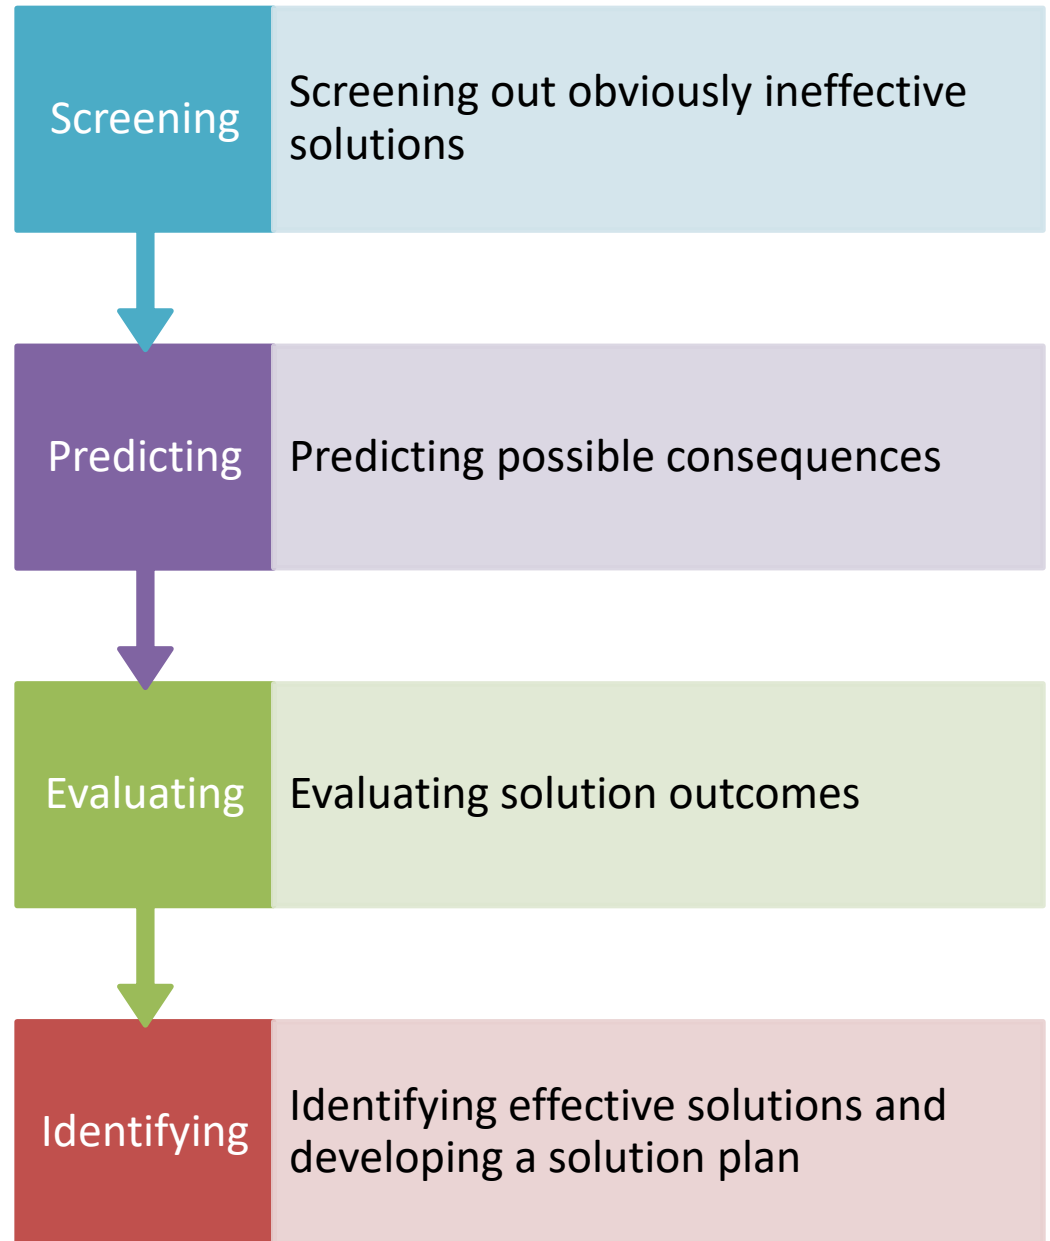 Screening
Screening out obviously ineffective
solutions
Predicting
Predicting possible consequences
Evaluating
Evaluating solution outcomes
Identifying
Identifying effective solutions and
developing a solution plan